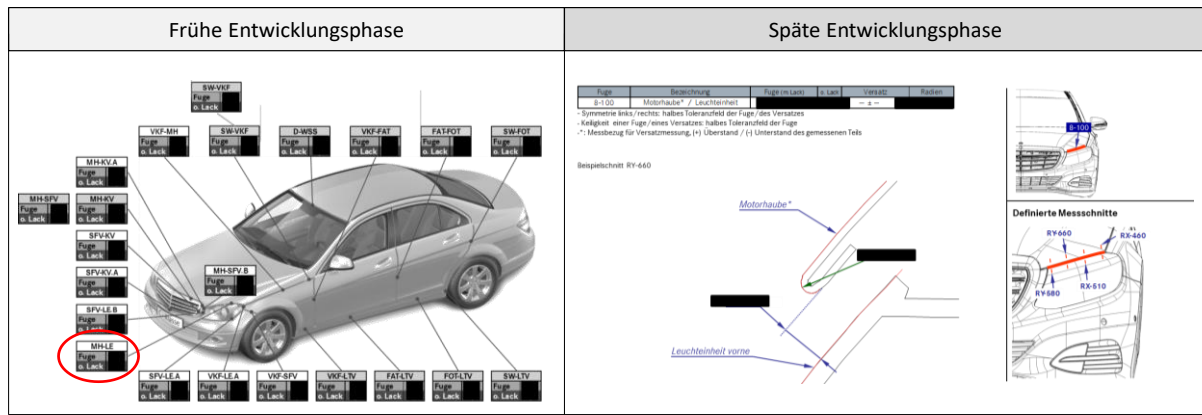 Frühe Entwicklungsphase
Späte Entwicklungsphase
SW-VKF
Fuge
o. Lack
VKF-MH
Fuge
o. Lack
SW-VKF
Fuge
o. Lack
D-WSS
Fuge
o. Lack
VKF-FAT
Fuge
o. Lack
FAT-FOT
Fuge
o. Lack
SW-FOT
Fuge
o. Lack
MH-KV.A
Fuge
o. Lack
MH-SFV
Fuge
o. Lack
MH-KV
Fuge
o. Lack
SFV-KV
Fuge
o. Lack
SFV-KV.A
Fuge
o. Lack
MH-SFV.B
Fuge
o. Lack
SFV-LE.B
Fuge
o. Lack
MH-LE
Fuge
o. Lack
SFV-LE.A
Fuge
o. Lack
VKF-LE.A
Fuge
o. Lack
VKF-SFV
Fuge
o. Lack
VKF-LTV
Fuge
o. Lack
FAT-LTV
Fuge
o. Lack
FOT-LTV
Fuge
o. Lack
SW-LTV
Fuge
o. Lack
Fuge Bezeichnung Fuge (m.Lack) o. Lack Versatz Radien
8-100 Motorhaube* / Leuchteinheit -- ± --
- Symmetrie links/rechts: halbes Toleranzfeld der Fuge/des Versatzes
- Keiligkeit einer Fuge/eines Versatzes: halbes Toleranzfeld der Fuge
-*: Messbezug für Versatzmessung, (+) Überstand / (-) Unterstand des gemessenen Teils
Beispielschnitt RY-660
Motorhaube*
Leuchteinheit vorne
8-100
Definierte Messschnitte
RY-660
RX-460
RY-580
RX-510